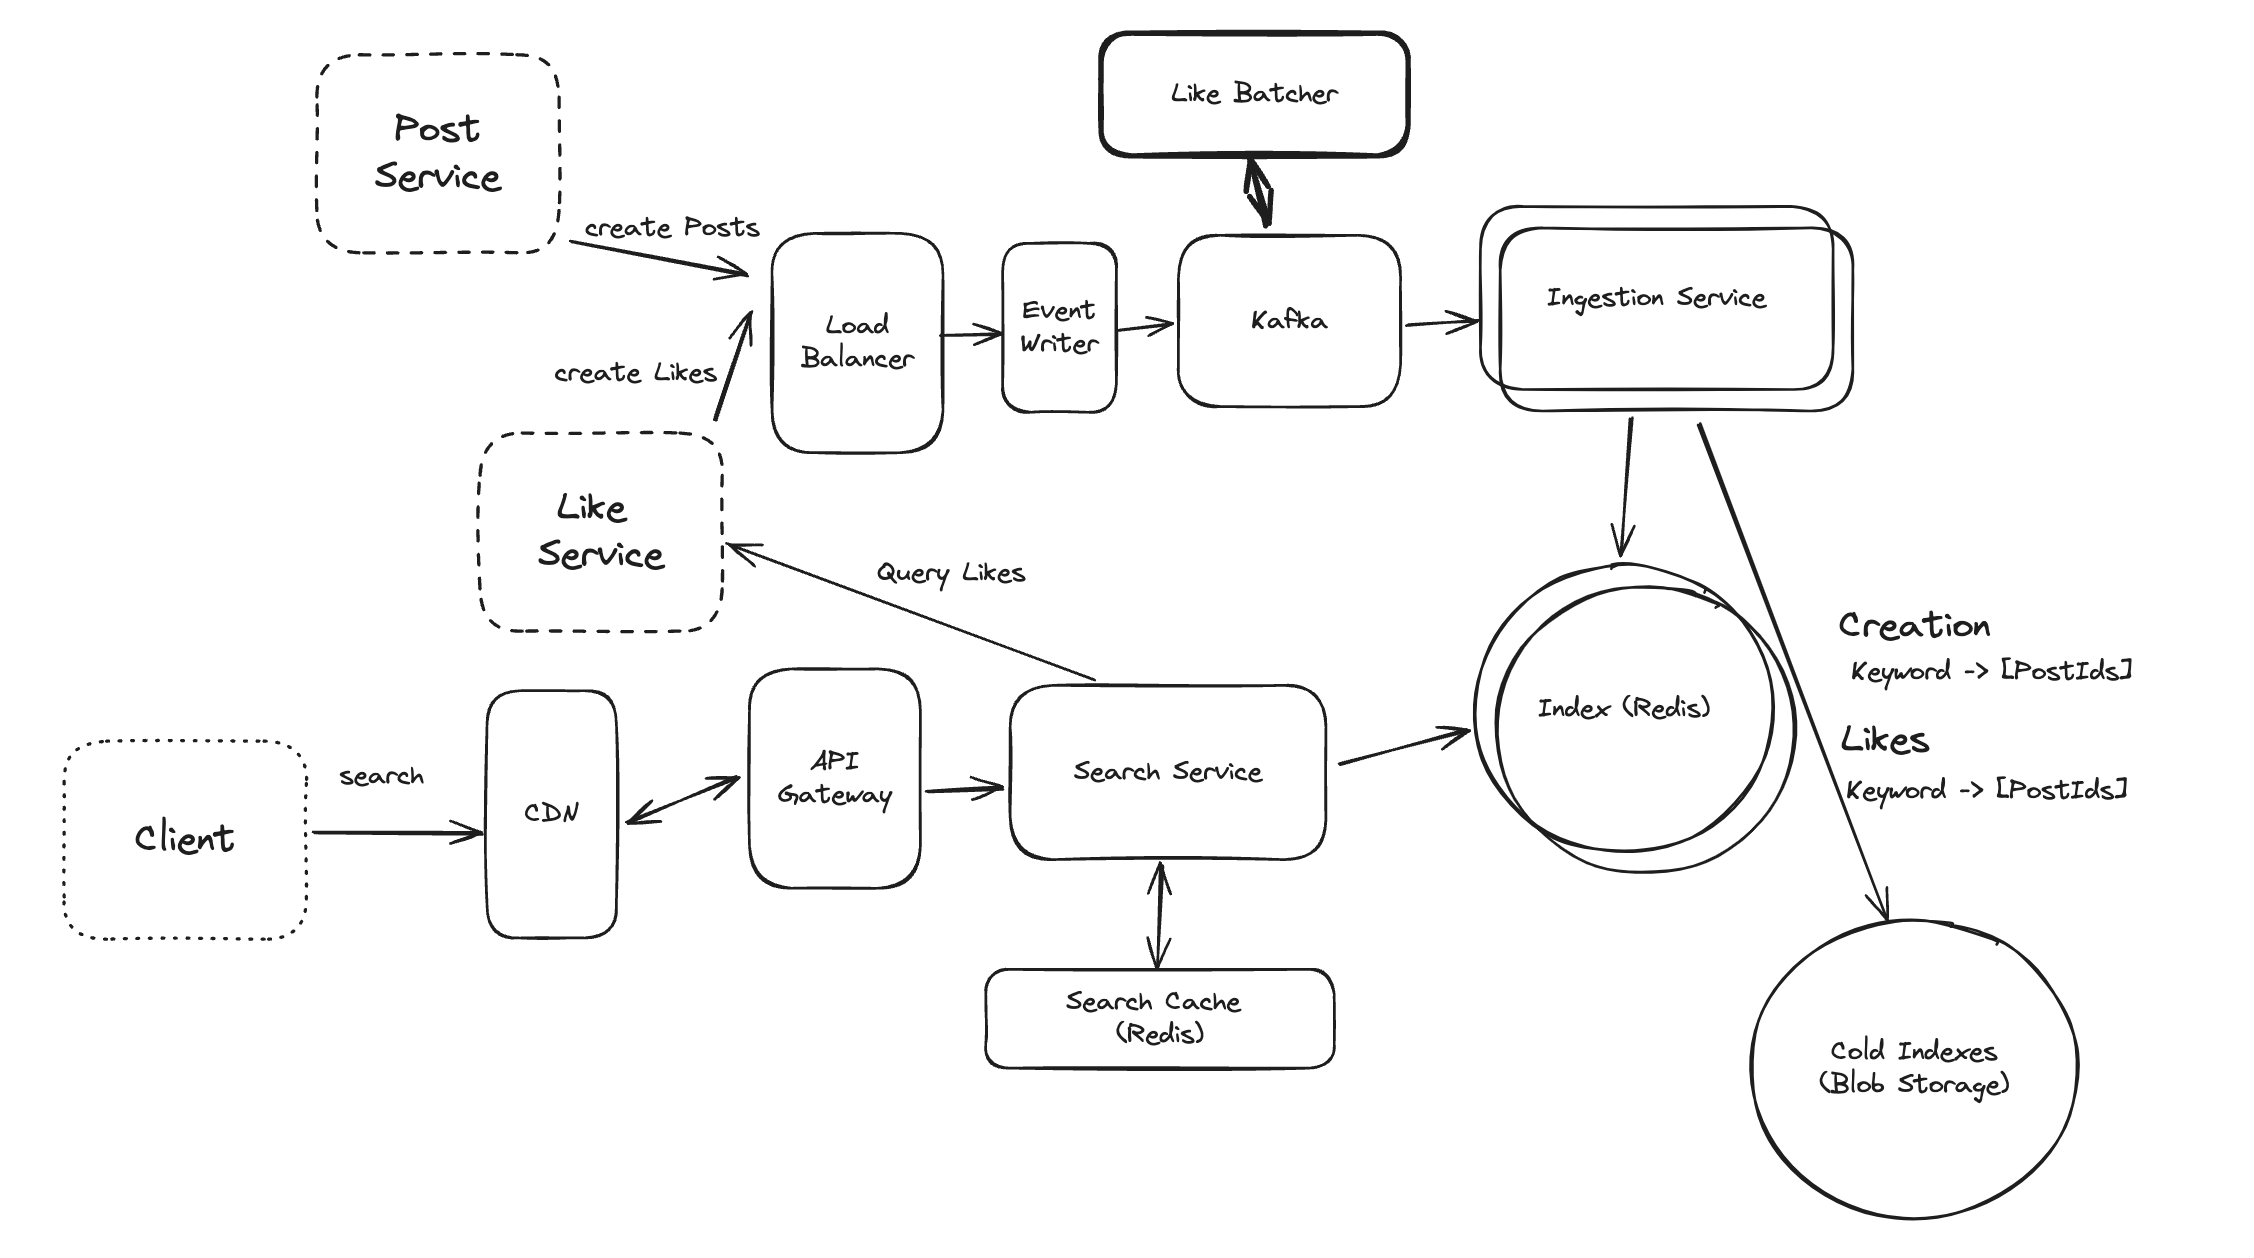 Like Batcher
Post
Service
create Posts
Load
Balancer
Event
Writer
Kafka
Ingestion Service
create Likes
Like
Service
Query Likes
Creation
Keyword -> [PostIds]
Index (Redis)
Likes
Keyword -> [PostIds]
search
Client
CDN
API
Gateway
Search Service
Search Cache
(Redis)
Cold Indexes
(Blob Storage)